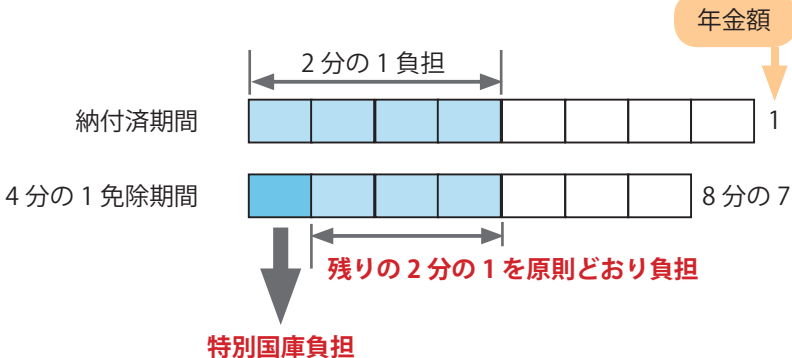 年金額
2分の1負担
納付済期間
1
4分の1免除期間
8分の7
残りの2分の1を原則どおり負担
特別国庫負担